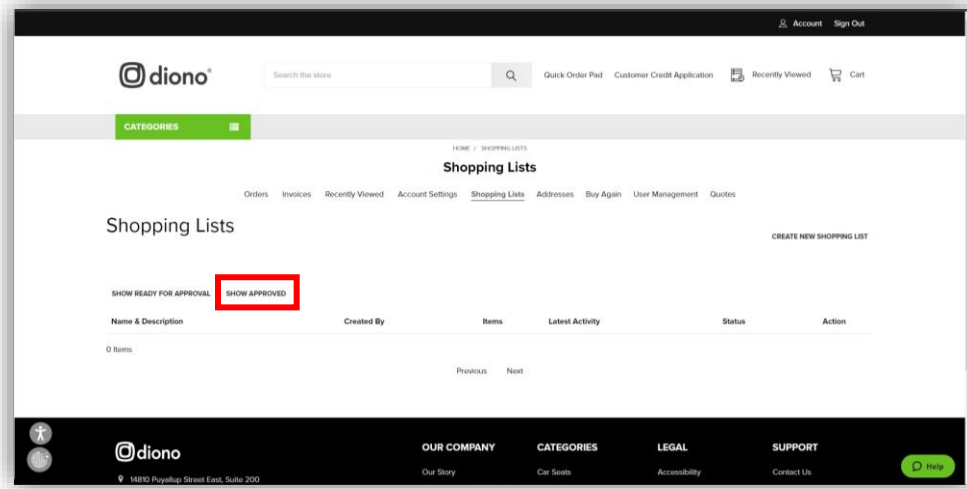 Account Sign Out
diono
Search the store
Quick Order Pad Customer Credit Application Recently Viewed Cart
CATEGORIES
HOME / SHOPPING LISTS
Shopping Lists
Orders Invoices Recently Viewed Account Settings Shopping Lists Addresses Buy Again User Management Quotes
Shopping Lists
CREATE NEW SHOPPING LIST
SHOW READY FOR APPROVAL SHOW APPROVED
Name & Description Created By Items Latest Activity Status Action
0 Items
Previous Next
diono
OUR COMPANY CATEGORIES LEGAL SUPPORT
Our Story Car Seats Accessibility Contact Us
14810 Puyallup Street East, Suite 200
Help